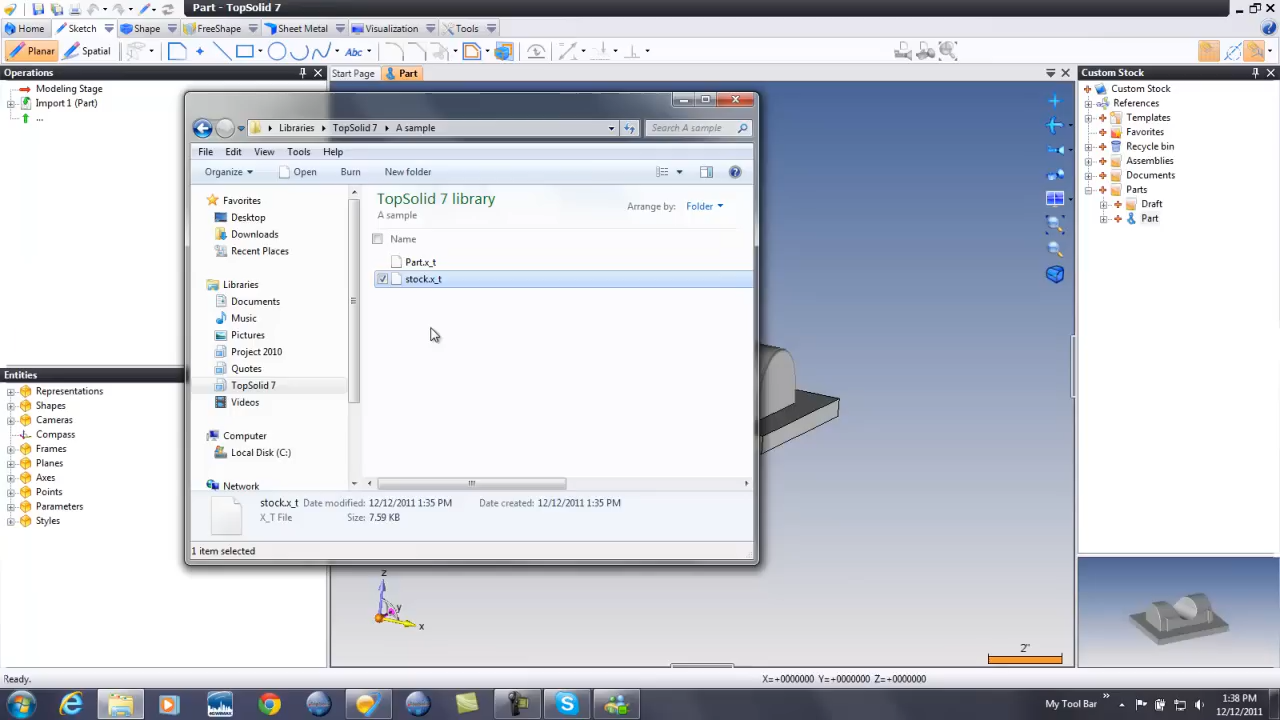 Part - TopSolid 7
Home
Sketch
Shape
FreeShape
Sheet Metal
Visualization
Tools
Planar
Spatial
Abc
Operations
Modeling Stage
Import 1 (Part)
...
Start Page
Part
Libraries
TopSolid 7
A sample
Search A sample
File
Edit
View
Tools
Help
Organize
Open
Burn
New folder
Favorites
Desktop
Downloads
Recent Places
Libraries
Documents
Music
Pictures
Project 2010
Quotes
TopSolid 7
Videos
Computer
Local Disk (C:)
Network
TopSolid 7 library
A sample
Arrange by:
Folder
Name
Part.x_t
stock.x_t
stock.x_t Date modified: 12/12/2011 1:35 PM
Date created: 12/12/2011 1:35 PM
X_T File
Size: 7.59 KB
1 item selected
Entities
Representations
Shapes
Cameras
Compass
Frames
Planes
Axes
Points
Parameters
Styles
Custom Stock
Custom Stock
References
Templates
Favorites
Recycle bin
Assemblies
Documents
Parts
Draft
Part
z
y
x
2"
Ready.
X=+0000000 Y=+0000000 Z=+0000000
My Tool Bar
1:38 PM
12/12/2011